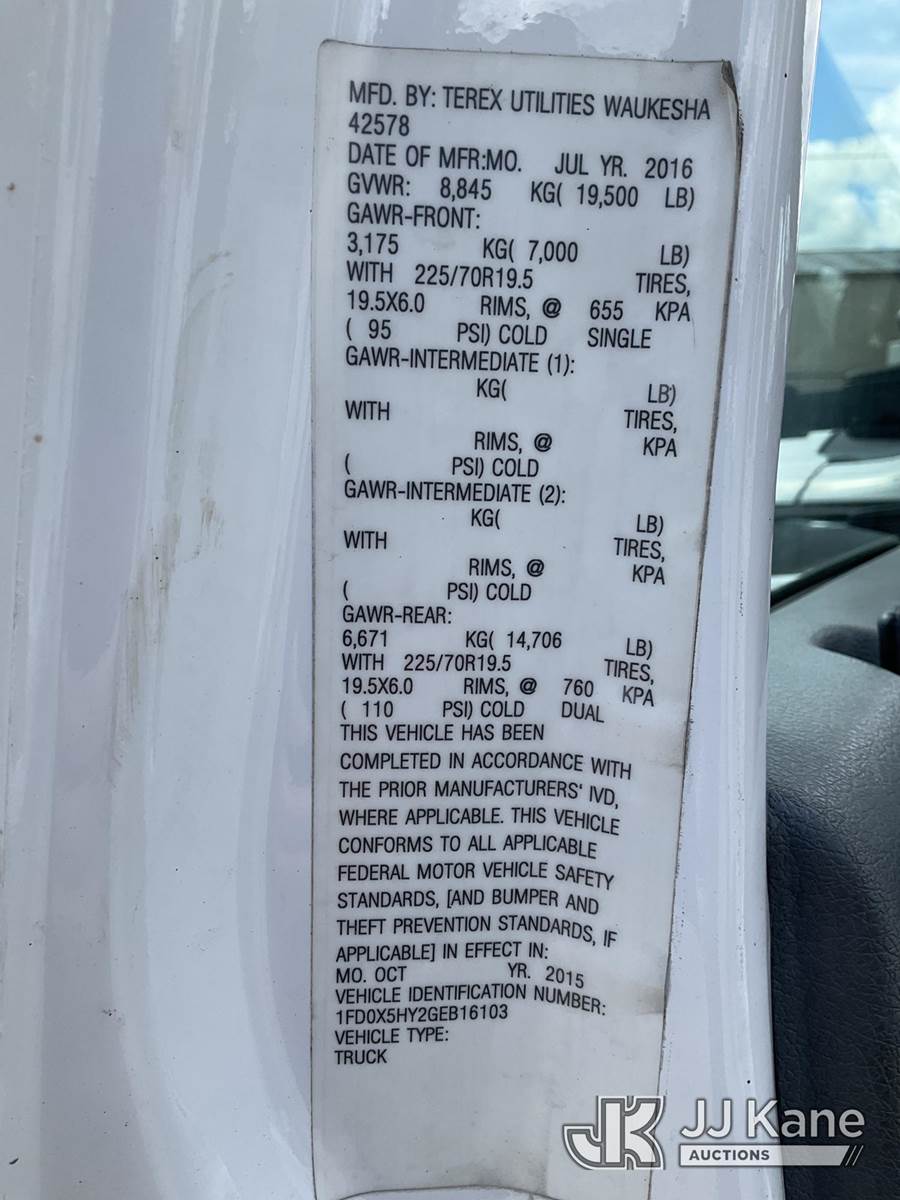 MFD. BY: TEREX UTILITIES WAUKESHA
42578
DATE OF MFR:MO. JUL YR. 2016
GVWR: 8,845 KG( 19,500 LB)
GAWR-FRONT:
3,175 KG( 7,000 LB)
WITH 225/70R19.5 TIRES,
19.5X6.0 RIMS, @ 655 KPA
( 95 PSI) COLD SINGLE
GAWR-INTERMEDIATE (1):
KG( LB)
WITH TIRES,
RIMS, @ KPA
( PSI) COLD
GAWR-INTERMEDIATE (2):
KG( LB)
WITH TIRES,
RIMS, @ KPA
( PSI) COLD
GAWR-REAR:
6,671 KG( 14,706 LB)
WITH 225/70R19.5 TIRES,
19.5X6.0 RIMS, @ 760 KPA
( 110 PSI) COLD DUAL
THIS VEHICLE HAS BEEN
COMPLETED IN ACCORDANCE WITH
THE PRIOR MANUFACTURERS' IVD,
WHERE APPLICABLE. THIS VEHICLE
CONFORMS TO ALL APPLICABLE
FEDERAL MOTOR VEHICLE SAFETY
STANDARDS, [AND BUMPER AND
THEFT PREVENTION STANDARDS, IF
APPLICABLE] IN EFFECT IN:
MO. OCT YR. 2015
VEHICLE IDENTIFICATION NUMBER:
1FD0X5HY2GEB16103
VEHICLE TYPE:
TRUCK
JK JJ Kane
AUCTIONS